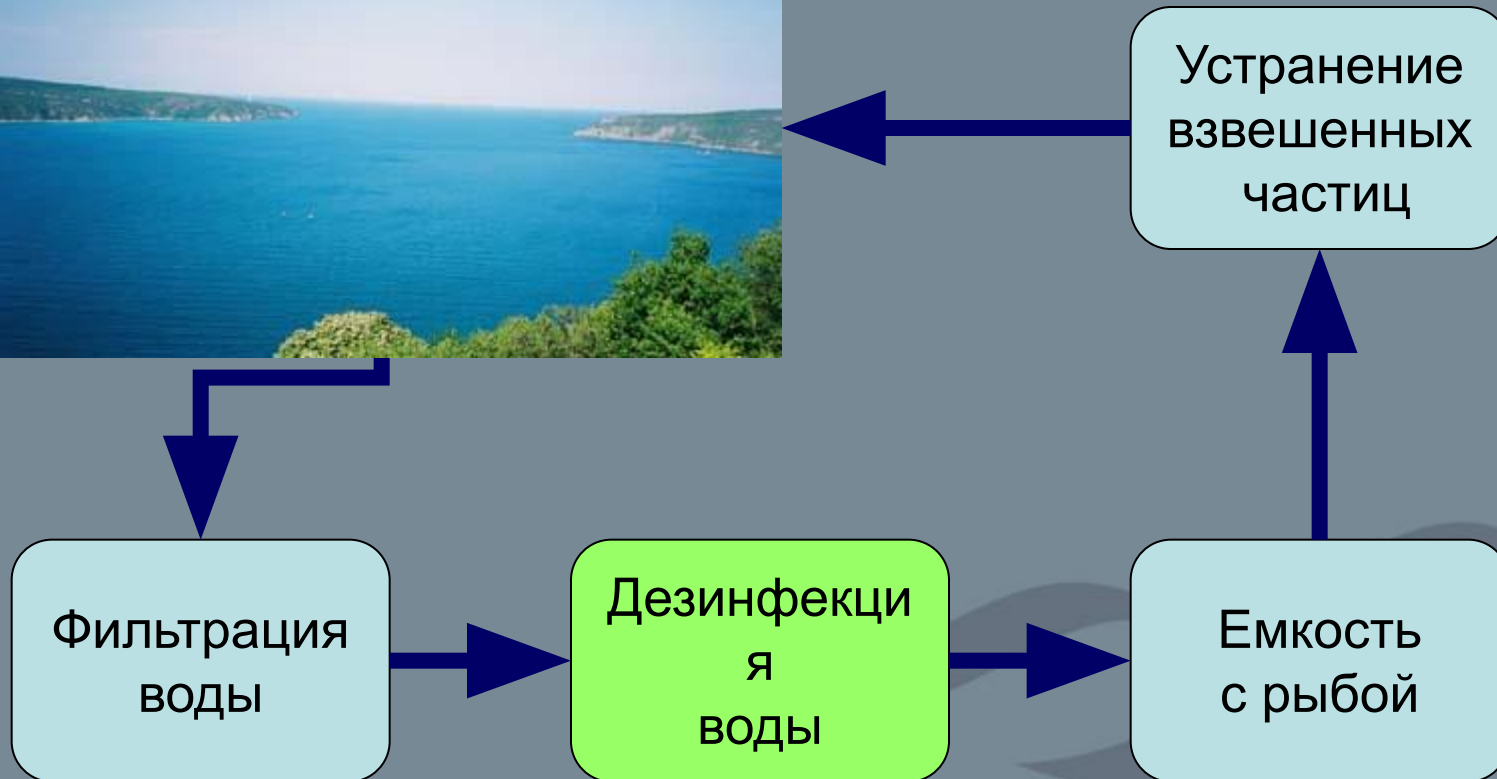 Устранение
взвешенных
частиц
Фильтрация
воды
Дезинфекци
я
воды
Емкость
с рыбой